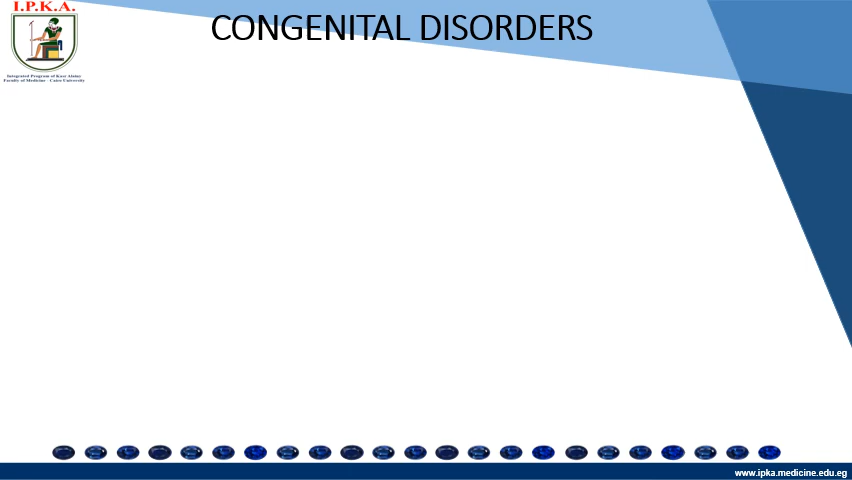 I.P.K.A.
CONGENITAL DISORDERS
Integrated Program of Kasr Alainy
Faculty of Medicine - Cairo University
www.ipka.medicine.edu.eg